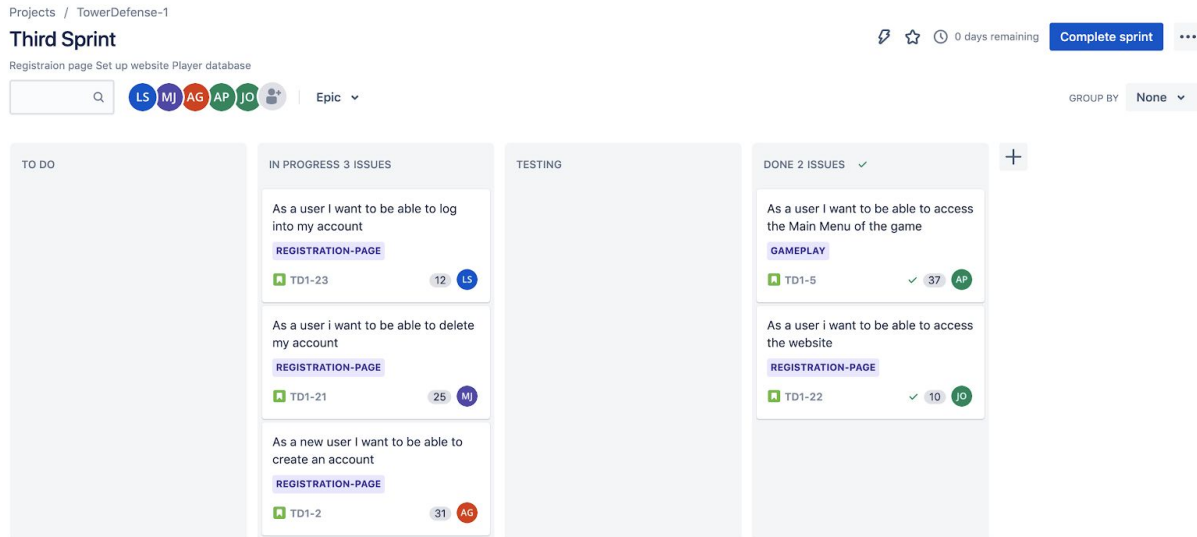 Projects / TowerDefense-1
Third Sprint
0 days remaining
Complete sprint
Registraion page Set up website Player database
LS MJ AG AP JO
Epic
GROUP BY None
TO DO
IN PROGRESS 3 ISSUES
As a user I want to be able to log
into my account
REGISTRATION-PAGE
TD1-23 12 LS
As a user i want to be able to delete
my account
REGISTRATION-PAGE
TD1-21 25 MJ
As a new user I want to be able to
create an account
REGISTRATION-PAGE
TD1-2 31 AG
TESTING
DONE 2 ISSUES
As a user I want to be able to access
the Main Menu of the game
GAMEPLAY
TD1-5 37 AP
As a user i want to be able to access
the website
REGISTRATION-PAGE
TD1-22 10 JO